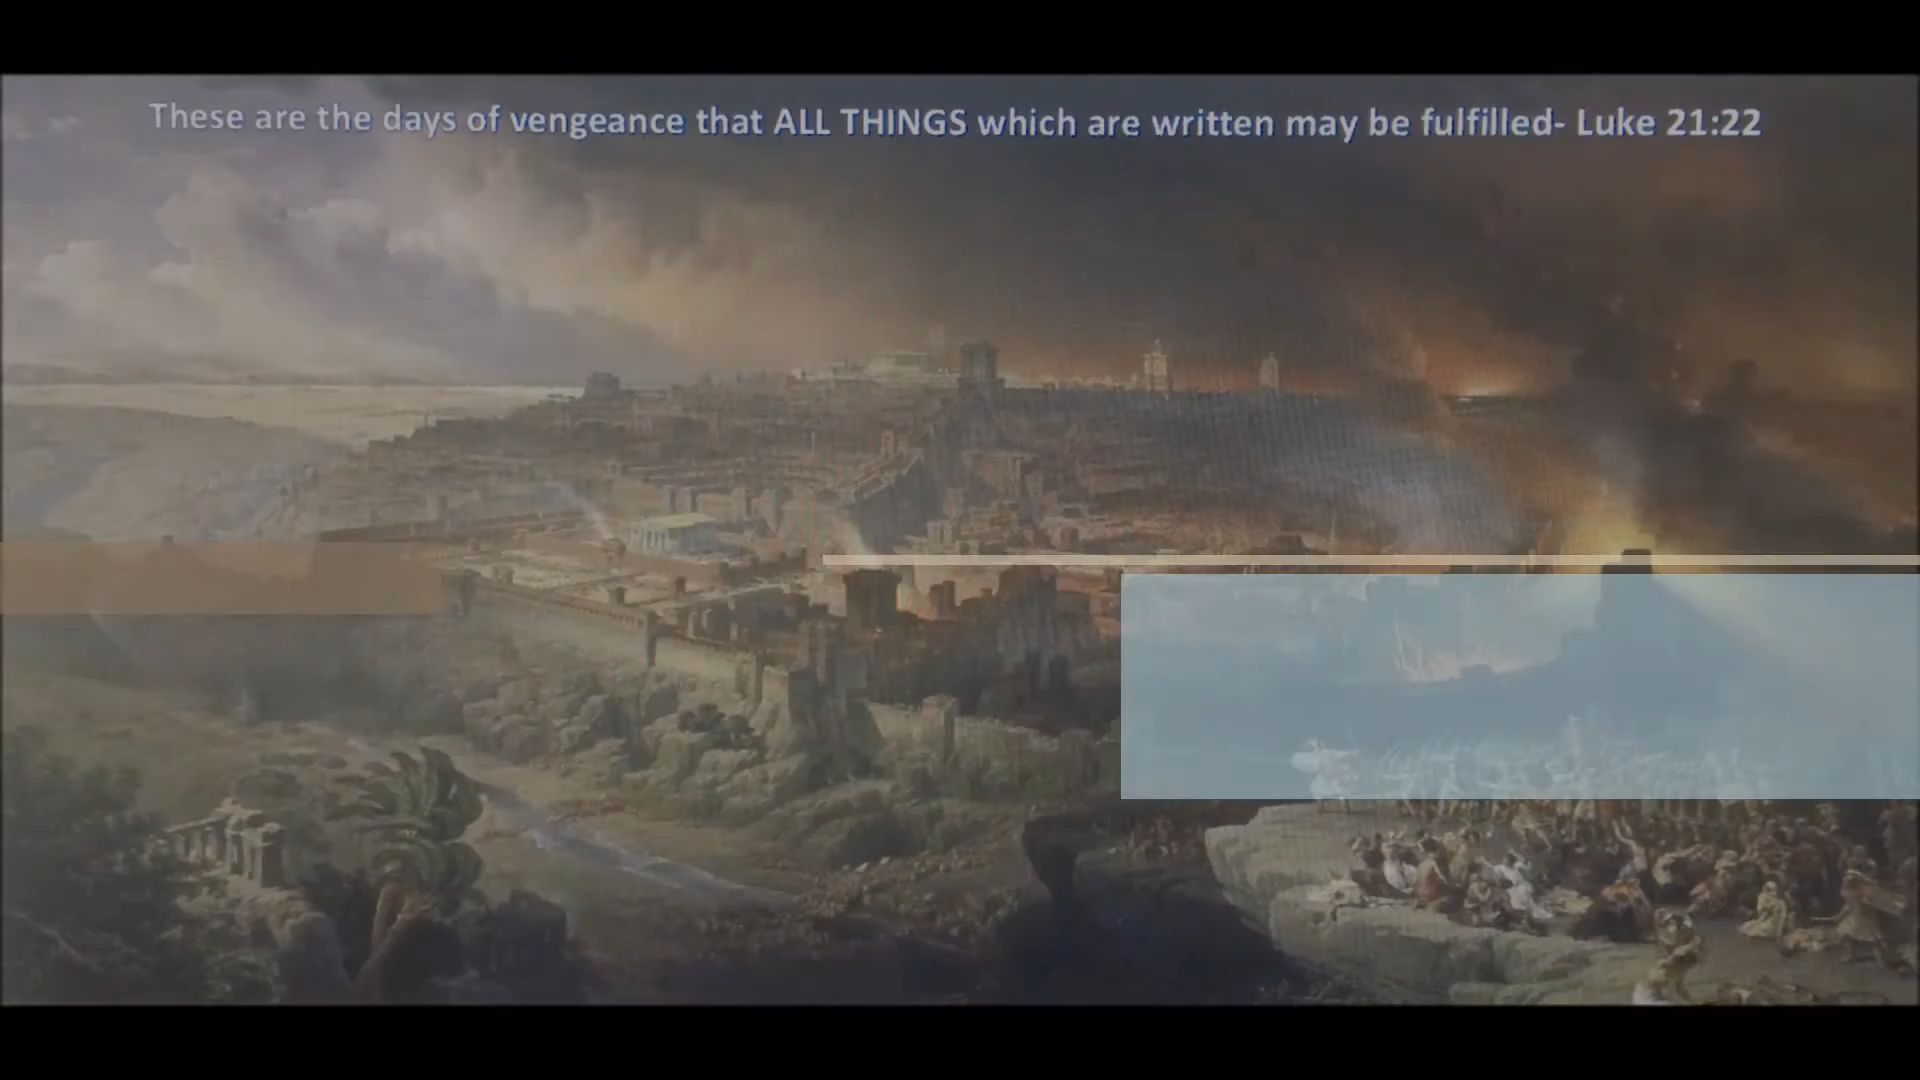 These are the days of vengeance that ALL THINGS which are written may be fulfilled- Luke 21:22